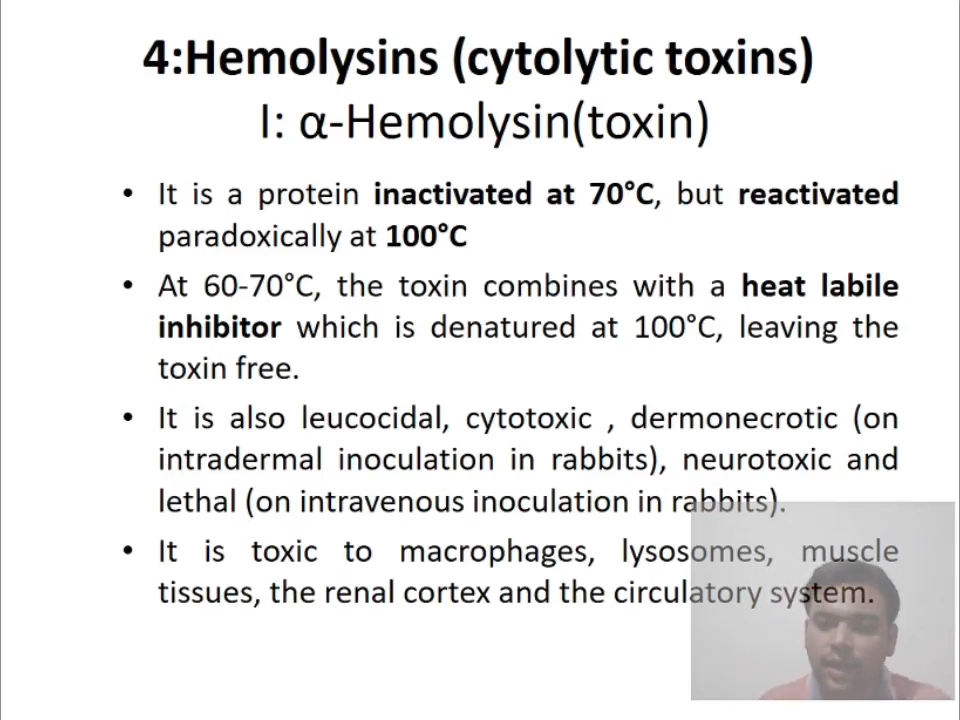 4:Hemolysins (cytolytic toxins)
I: α-Hemolysin(toxin)
• It is a protein inactivated at 70°C, but reactivated
paradoxically at 100°C
• At 60-70°C, the toxin combines with a heat labile
inhibitor which is denatured at 100°C, leaving the
toxin free.
• It is also leucocidal, cytotoxic , dermonecrotic (on
intradermal inoculation in rabbits), neurotoxic and
lethal (on intravenous inoculation in rabbits).
• It is toxic to macrophages, lysosomes, muscle
tissues, the renal cortex and the circulatory system.